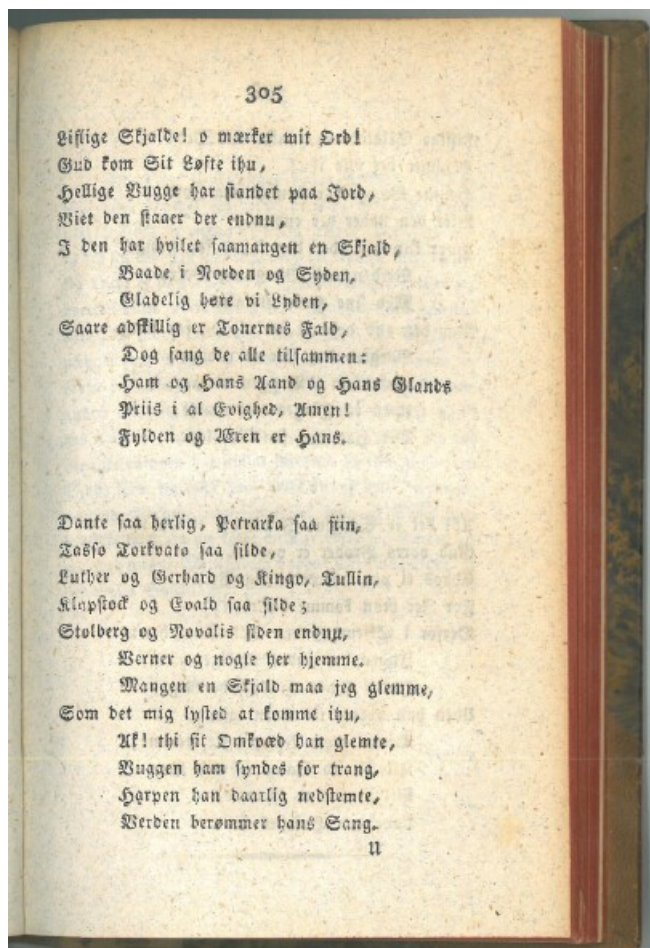 305
Liflige Skjalde! o mærker mit Ord!
Gud kom Sit Løfte ihu,
Hellige Vugge har standet paa Jord,
Viet den staaer der endnu,
I den har hvilet saamangen en Skjald,
Baade i Norden og Syden,
Gladelig høre vi Lyden,
Saare adskillig er Tonernes Fald,
Dog sang de alle tilsammen:
Ham og Hans Aand og Hans Glands
Priis i al Evighed, Amen!
Fylden og Æren er Hans.
Dante saa herlig, Petrarka saa fiin,
Tasso Torkvato saa silde,
Luther og Gerhard og Kingo, Tullin,
Klopstock og Evald saa silde;
Stolberg og Novalis siden endnu,
Verner og nogle her hjemme.
Mangen en Skjald maa jeg glemme,
Som det mig lysted at komme ihu,
Ak! thi sit Omkvæd han glemte,
Vuggen ham syndes for trang,
Harpen han daarlig nedstemte,
Verden berømmer hans Sang.
U